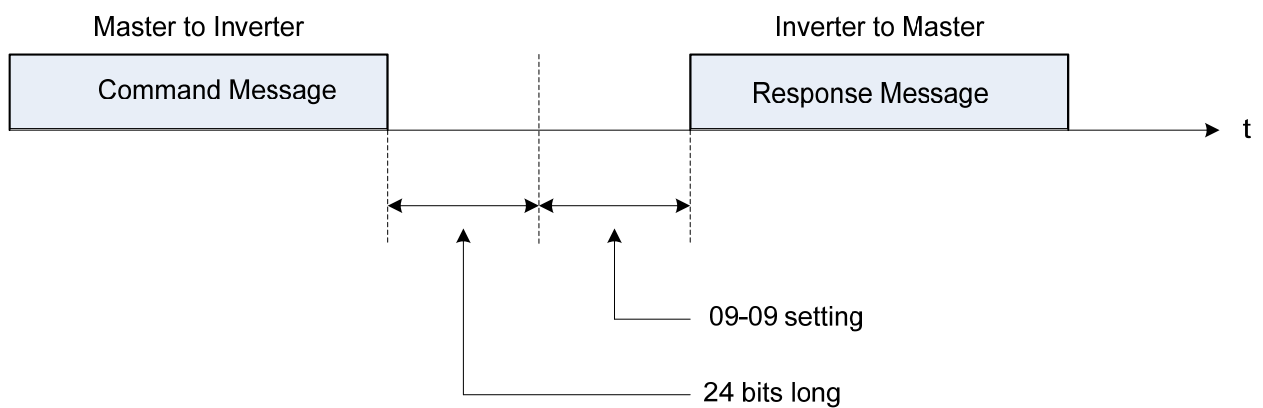 Master to Inverter
Inverter to Master
Command Message
Response Message
t
09-09 setting
24 bits long